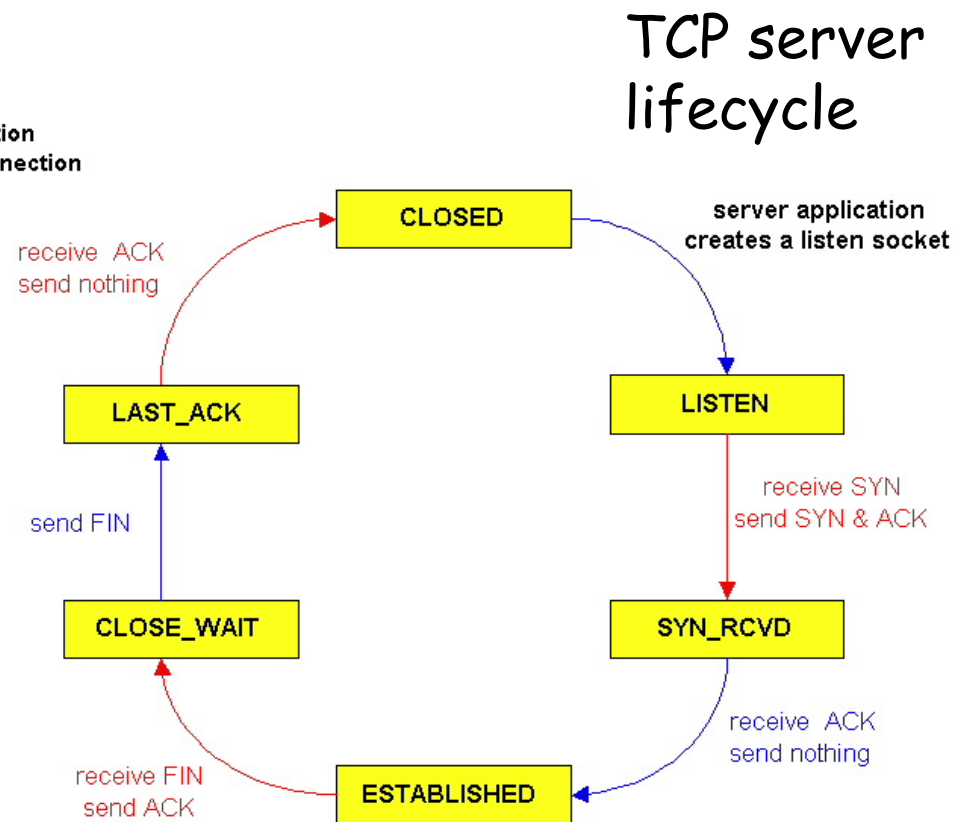 TCP server
lifecycle
nection
CLOSED
server application
creates a listen socket
receive ACK
send nothing
LAST_ACK
LISTEN
receive SYN
send SYN & ACK
send FIN
CLOSE_WAIT
SYN_RCVD
receive ACK
send nothing
receive FIN
send ACK
ESTABLISHED